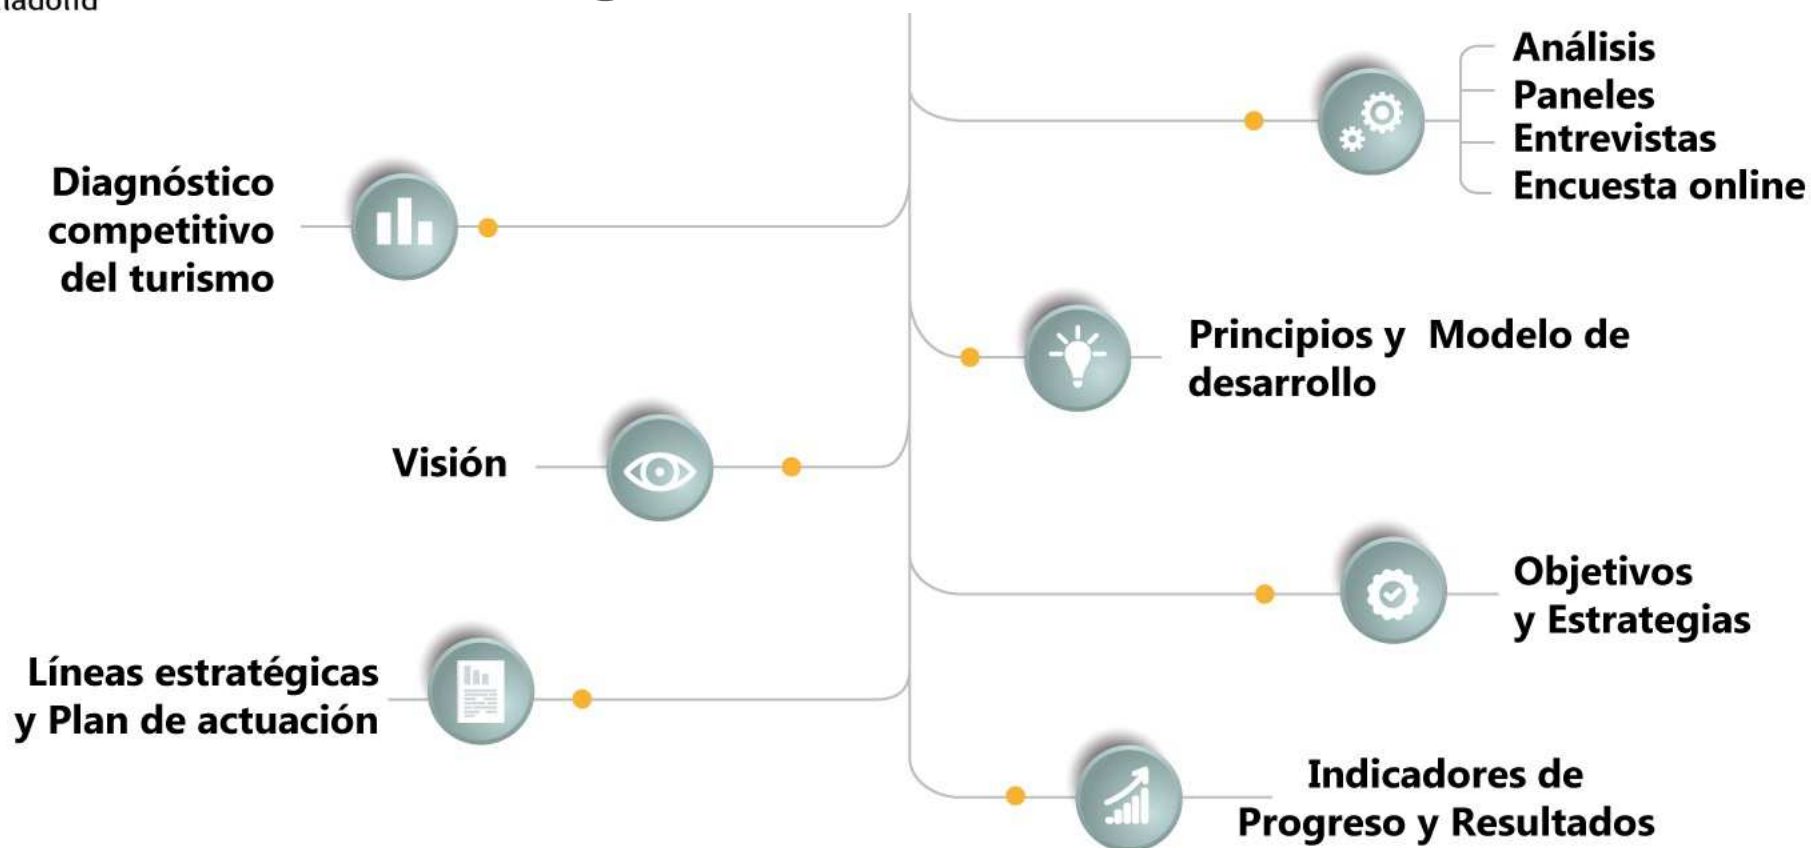 Análisis
Paneles
Entrevistas
Encuesta online
Diagnóstico
competitivo
del turismo
Principios y Modelo de
desarrollo
Visión
Objetivos
y Estrategias
Líneas estratégicas
y Plan de actuación
Indicadores de
Progreso y Resultados